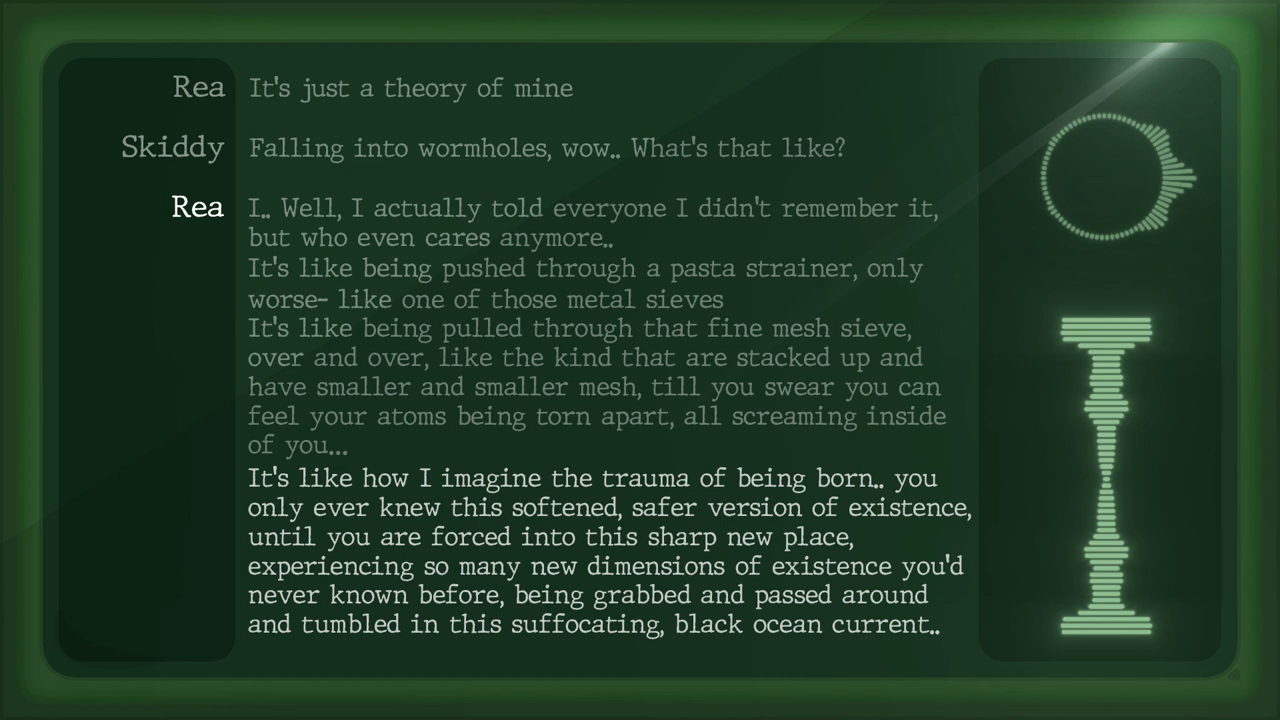 Rea It's just a theory of mine
Skiddy Falling into wormholes, wow.. What's that like?
Rea I.. Well, I actually told everyone I didn't remember it,
but who even cares anymore..
It's like being pushed through a pasta strainer, only
worse- like one of those metal sieves
It's like being pulled through that fine mesh sieve,
over and over, like the kind that are stacked up and
have smaller and smaller mesh, till you swear you can
feel your atoms being torn apart, all screaming inside
of you...
It's like how I imagine the trauma of being born.. you
only ever knew this softened, safer version of existence,
until you are forced into this sharp new place,
experiencing so many new dimensions of existence you'd
never known before, being grabbed and passed around
and tumbled in this suffocating, black ocean current..